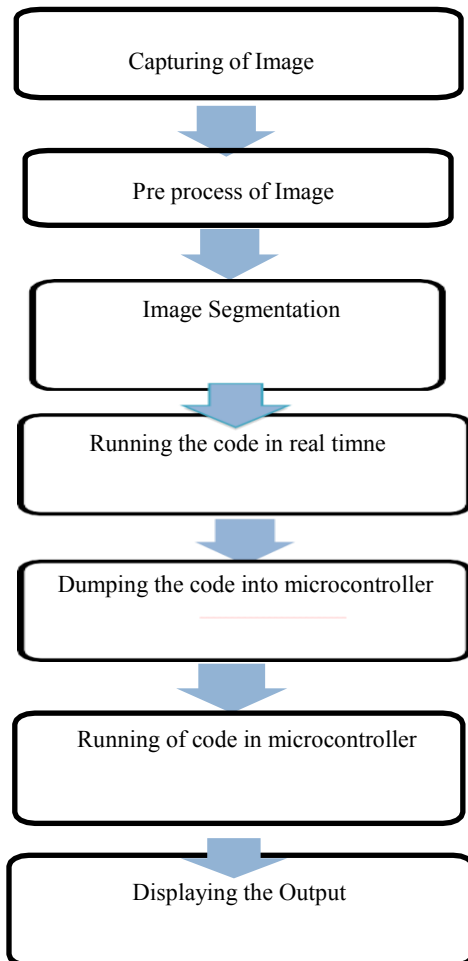 Capturing of Image
Pre process of Image
Image Segmentation
Running the code in real timne
Dumping the code into microcontroller
Running of code in microcontroller
Displaying the Output